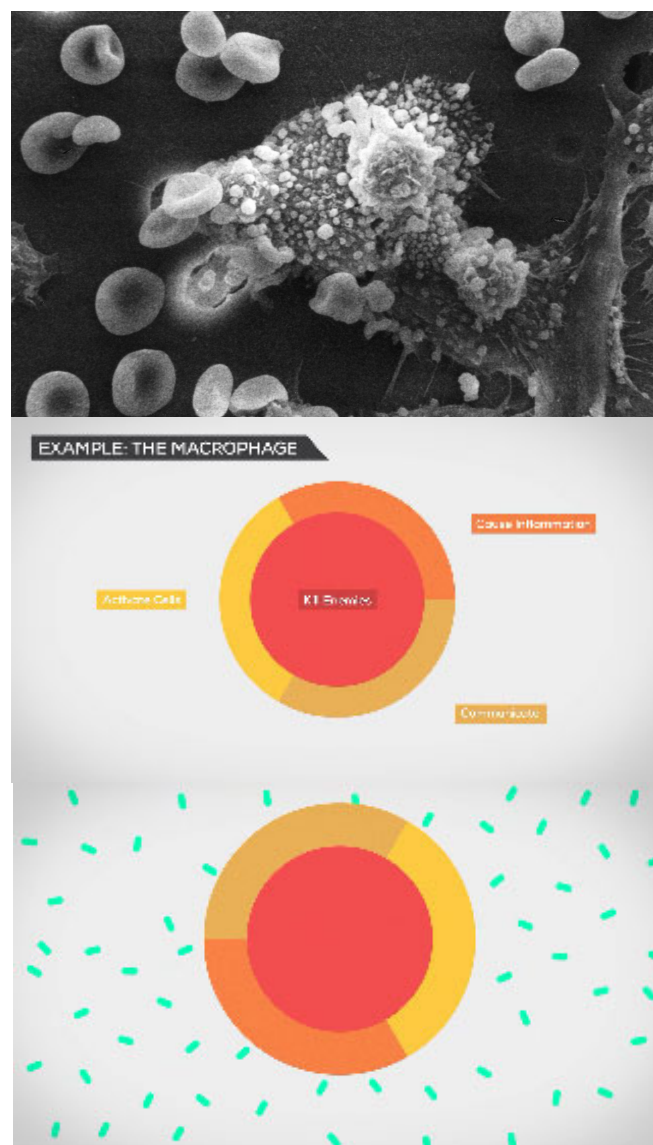 EXAMPLE: THE MACROPHAGE
Cause Inflammation
Activate Cells
Kill Enemies
Communicate